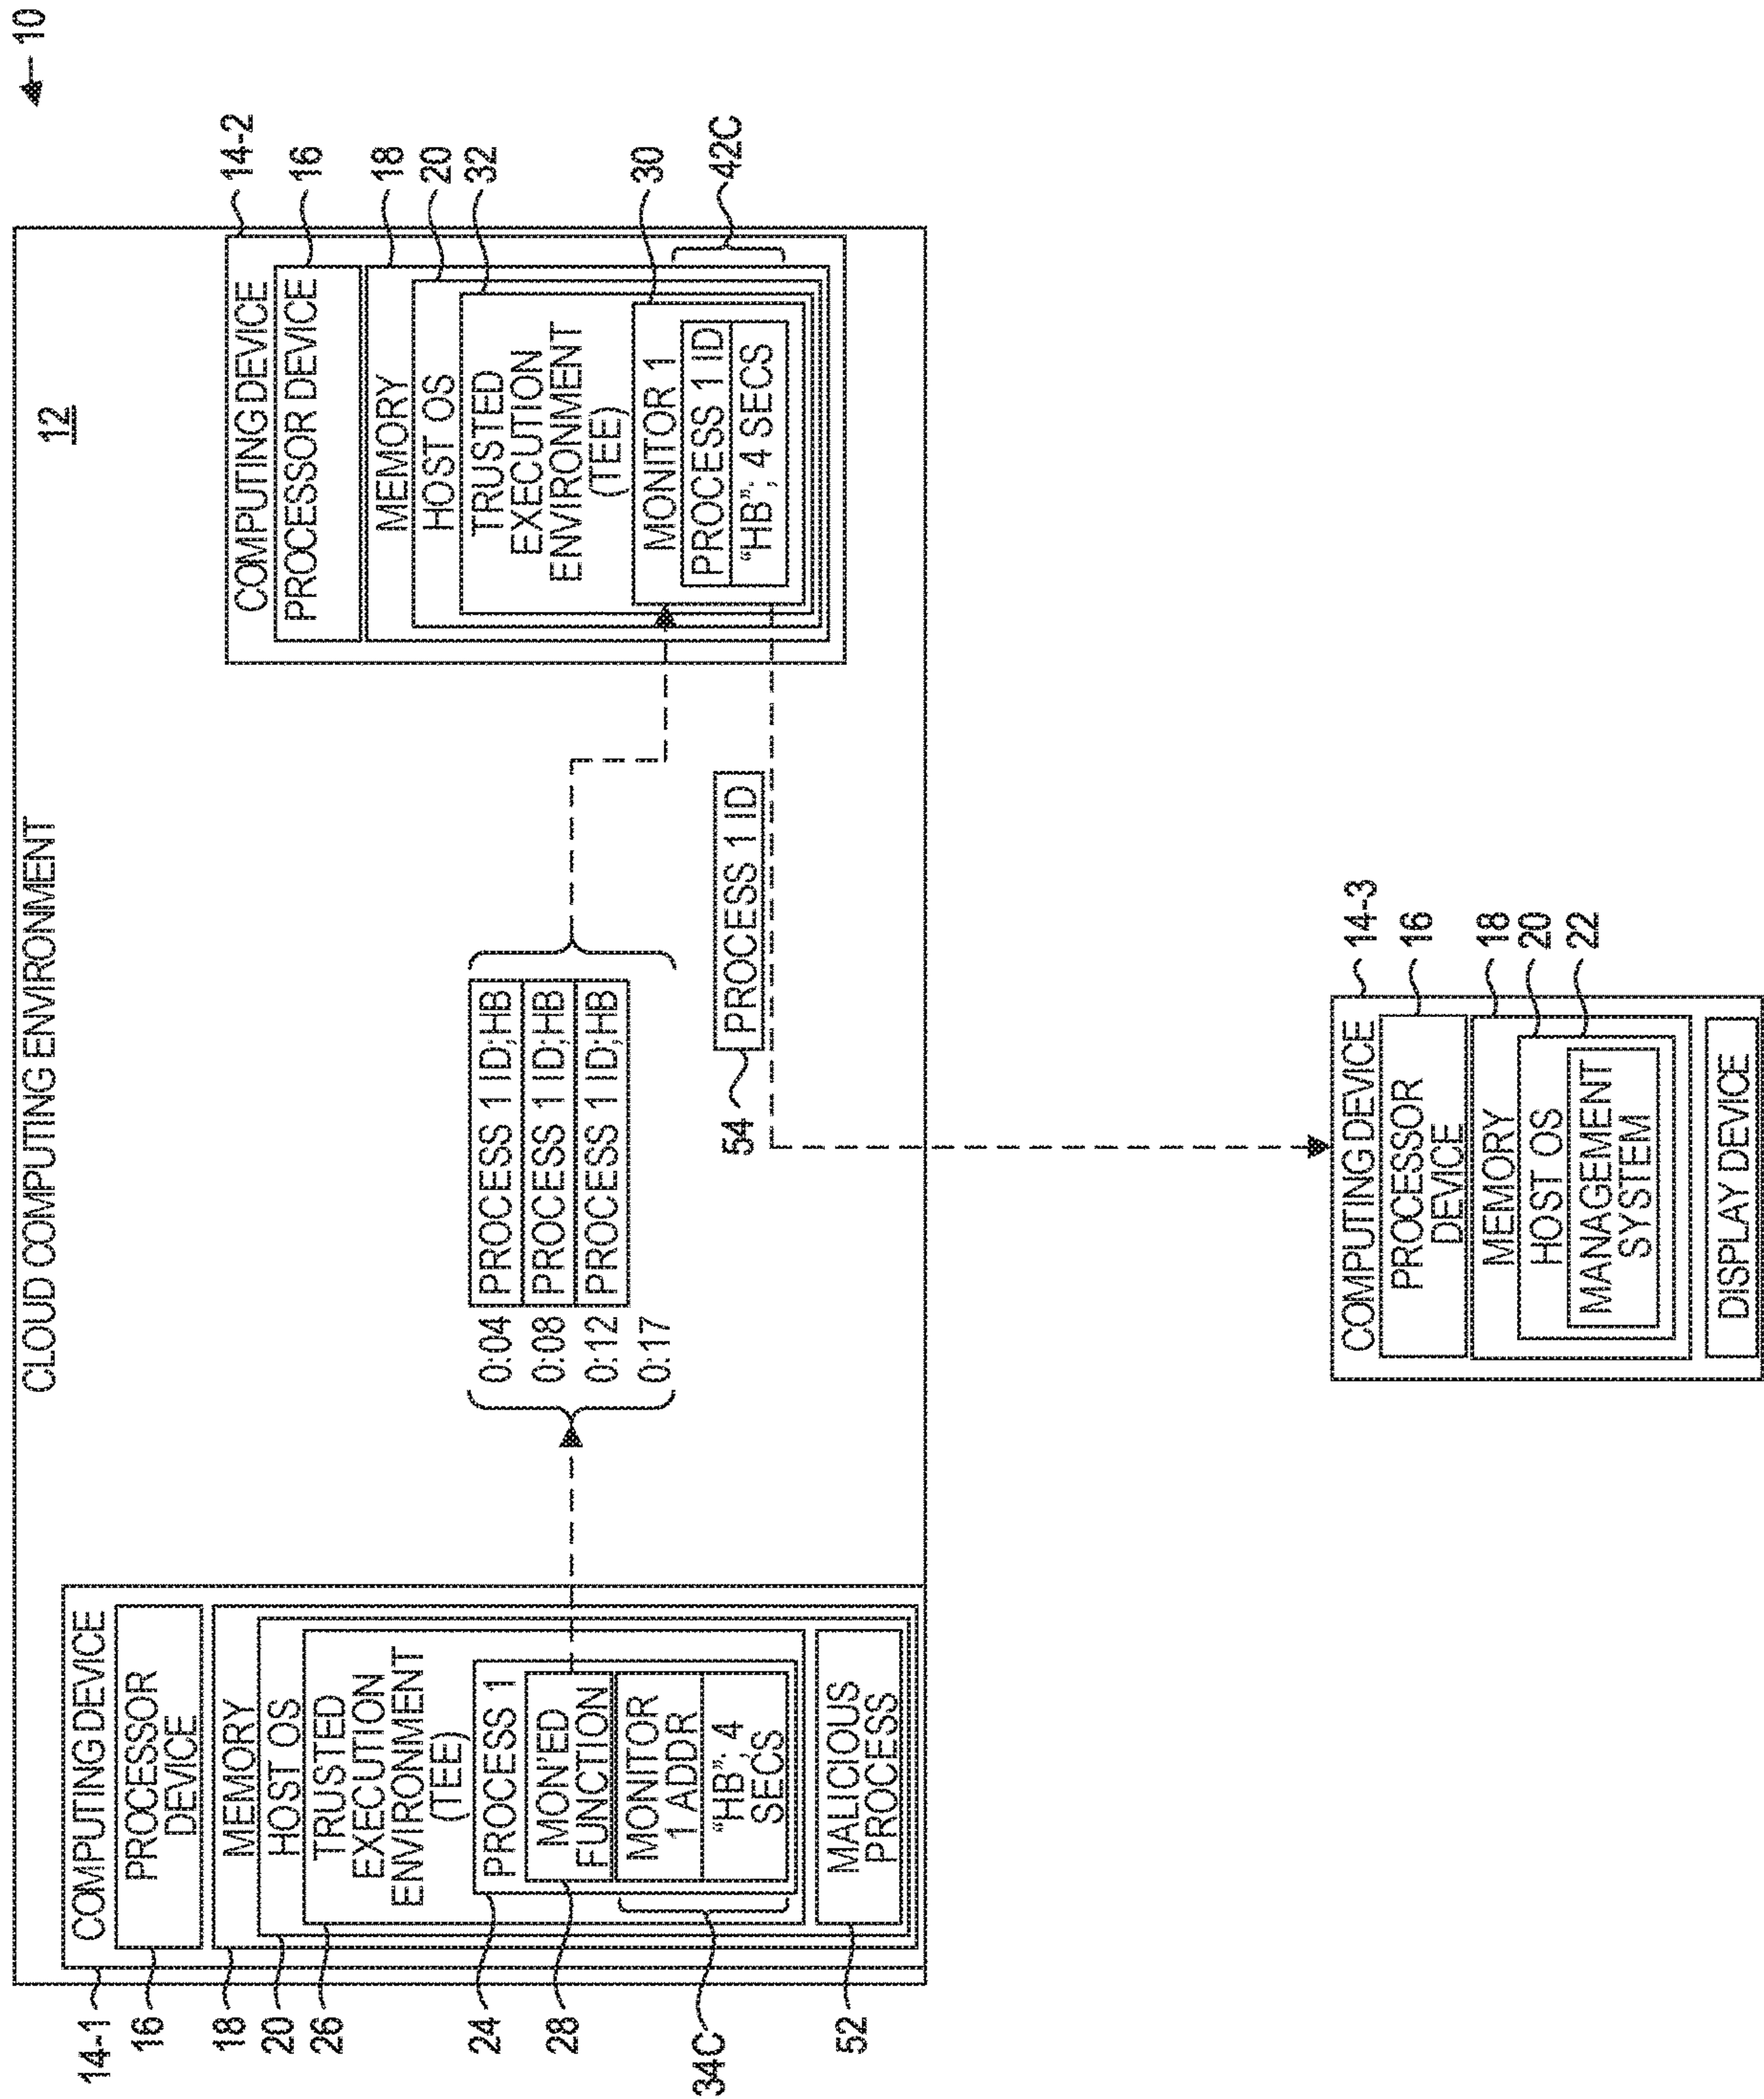 10
CLOUD COMPUTING ENVIRONMENT
12
14-1
COMPUTING DEVICE
16
PROCESSOR
DEVICE
18
MEMORY
20
HOST OS
26
TRUSTED
EXECUTION
ENVIRONMENT
(TEE)
24
PROCESS 1
28
MON'ED
FUNCTION
34C
MONITOR
1 ADDR
"HB"; 4
SECS
52
MALICIOUS
PROCESS
0:04 PROCESS 1 ID;HB
0:08 PROCESS 1 ID;HB
0:12 PROCESS 1 ID;HB
0:17
54
PROCESS 1 ID
14-2
COMPUTING DEVICE
16
PROCESSOR DEVICE
18
MEMORY
20
HOST OS
32
TRUSTED
EXECUTION
ENVIRONMENT
(TEE)
30
MONITOR 1
42C
PROCESS 1 ID
"HB"; 4 SECS
14-3
COMPUTING DEVICE
16
PROCESSOR
DEVICE
18
MEMORY
20
HOST OS
22
MANAGEMENT
SYSTEM
DISPLAY DEVICE